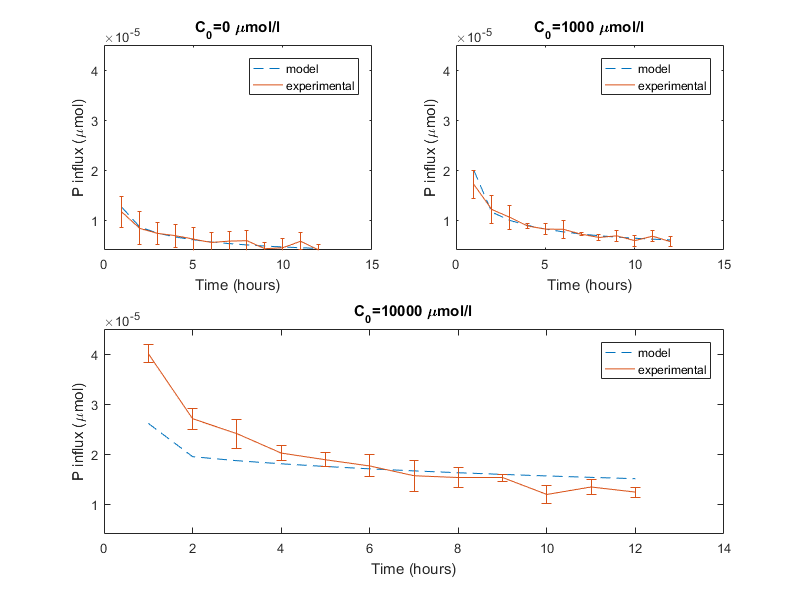 C₀=0 μmol/l
×10⁻⁵
4
3
2
1
P influx (μmol)
0
5
10
15
Time (hours)
model
experimental
C₀=1000 μmol/l
×10⁻⁵
4
3
2
1
P influx (μmol)
0
5
10
15
Time (hours)
model
experimental
C₀=10000 μmol/l
×10⁻⁵
4
3
2
1
P influx (μmol)
0
2
4
6
8
10
12
14
Time (hours)
model
experimental